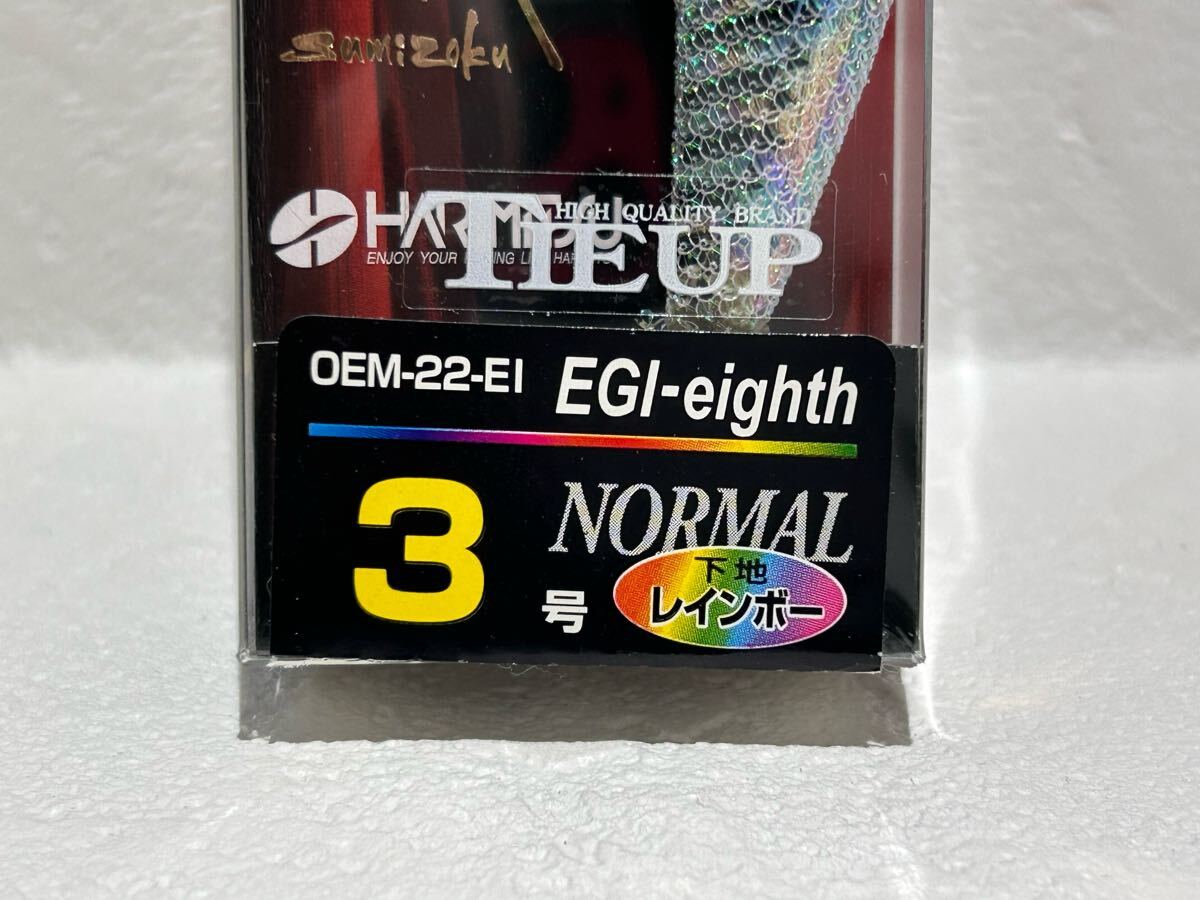 sumizoku
HIGH QUALITY BRAND
TIE UP
ENJOY YOUR
OEM-22-EI EGI-eighth
3号
NORMAL
下地
レインボー